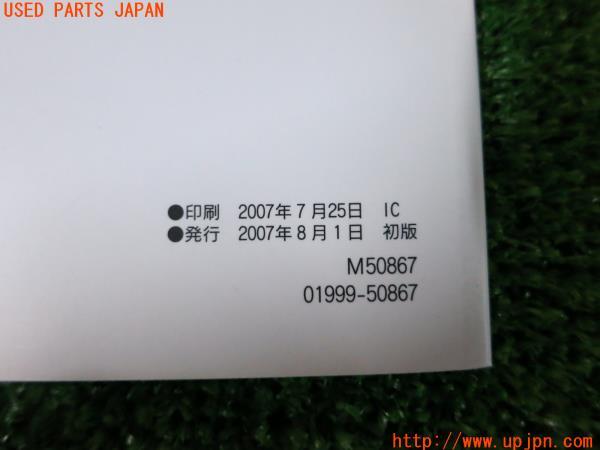 USED PARTS JAPAN
●印刷 2007年7月25日 IC
●発行 2007年8月1日 初版
M50867
01999-50867
http://www.upjpn.com/